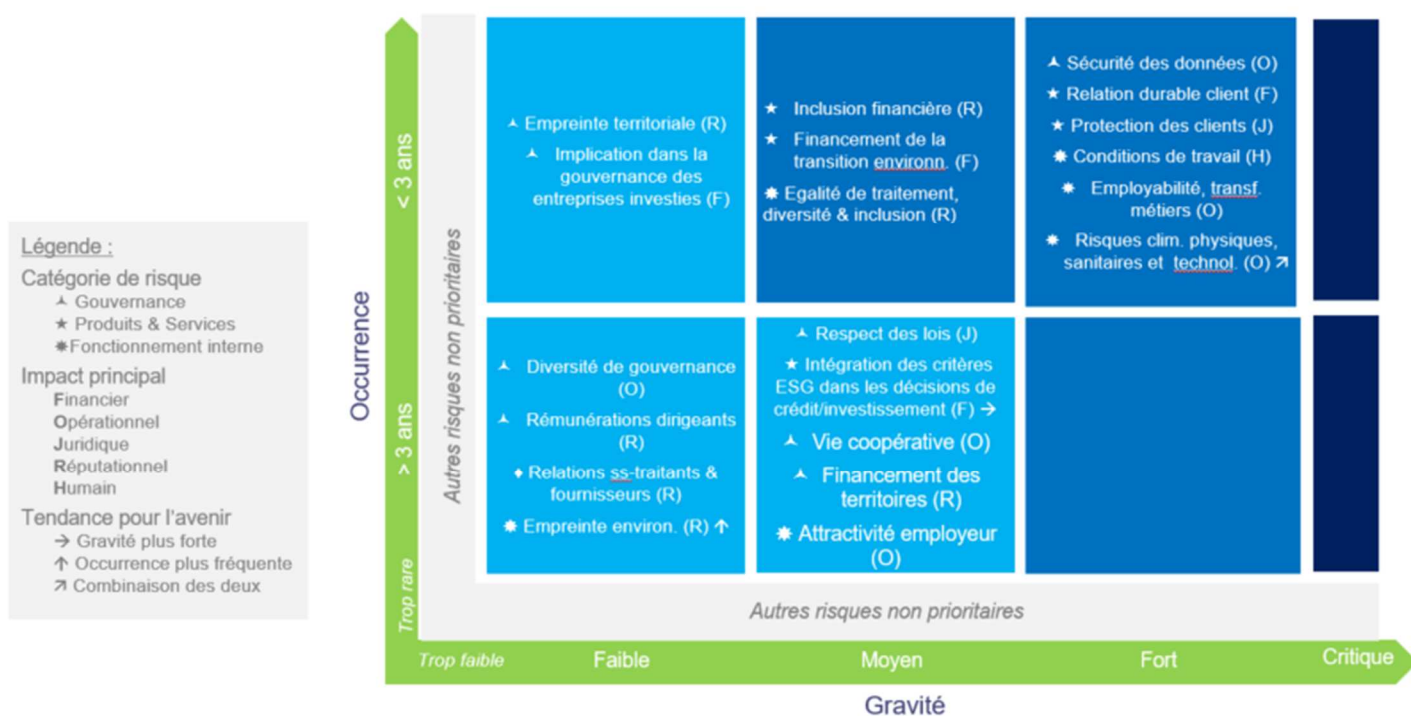 Légende :
Catégorie de risque
Gouvernance
★ Produits & Services
✸Fonctionnement interne
Impact principal
Financier
Opérationnel
Juridique
Réputationnel
Humain
Tendance pour l'avenir
→ Gravité plus forte
↑ Occurrence plus fréquente
↗ Combinaison des deux
Occurrence
< 3 ans
> 3 ans
Trop rare
Autres risques non prioritaires
Empreinte territoriale (R)
Implication dans la
gouvernance des
entreprises investies (F)
★ Inclusion financière (R)
★ Financement de la
transition environn. (F)
✸ Egalité de traitement,
diversité & inclusion (R)
Sécurité des données (O)
★ Relation durable client (F)
★ Protection des clients (J)
✸ Conditions de travail (H)
✸ Employabilité, transf.
métiers (O)
✸ Risques clim. physiques,
sanitaires et technol. (O) ↗
Diversité de gouvernance
(O)
Rémunérations dirigeants
(R)
♦ Relations ss-traitants &
fournisseurs (R)
✸ Empreinte environ. (R) ↑
Respect des lois (J)
★ Intégration des critères
ESG dans les décisions de
crédit/investissement (F) →
Vie coopérative (O)
Financement des
territoires (R)
✸ Attractivité employeur
(O)
Autres risques non prioritaires
Trop faible
Faible
Moyen
Fort
Critique
Gravité